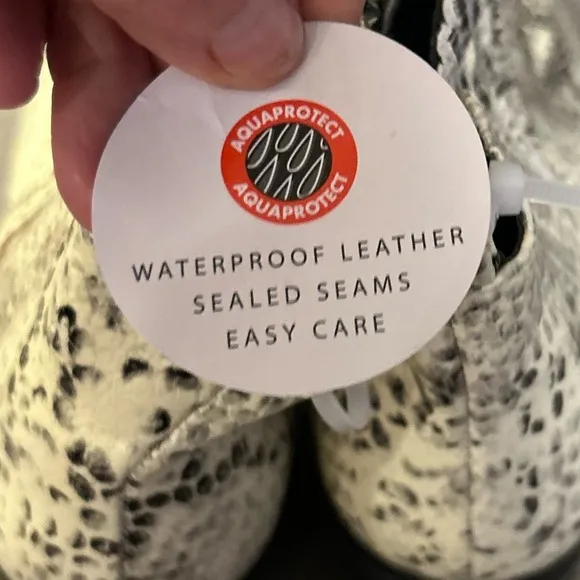 AQUAPROTECT
AQUAPROTECT
WATERPROOF LEATHER
SEALED SEAMS
EASY CARE